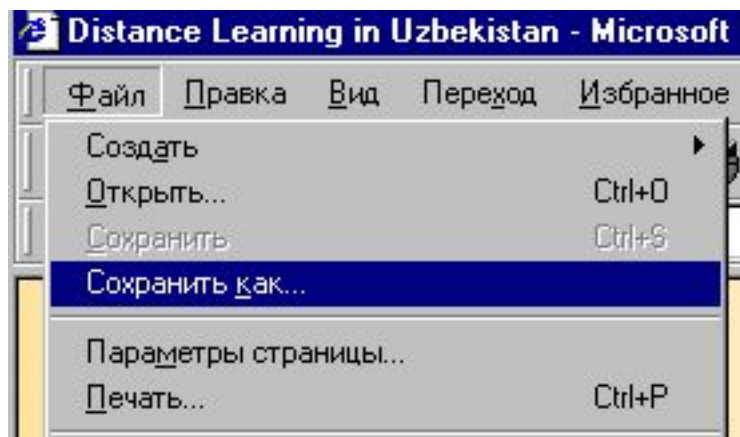 Distance Learning in Uzbekistan - Microsoft
Файл Правка Вид Переход Избранное
Создать
Открыть... Ctrl+O
Сохранить Ctrl+S
Сохранить как...
Параметры страницы...
Печать... Ctrl+P